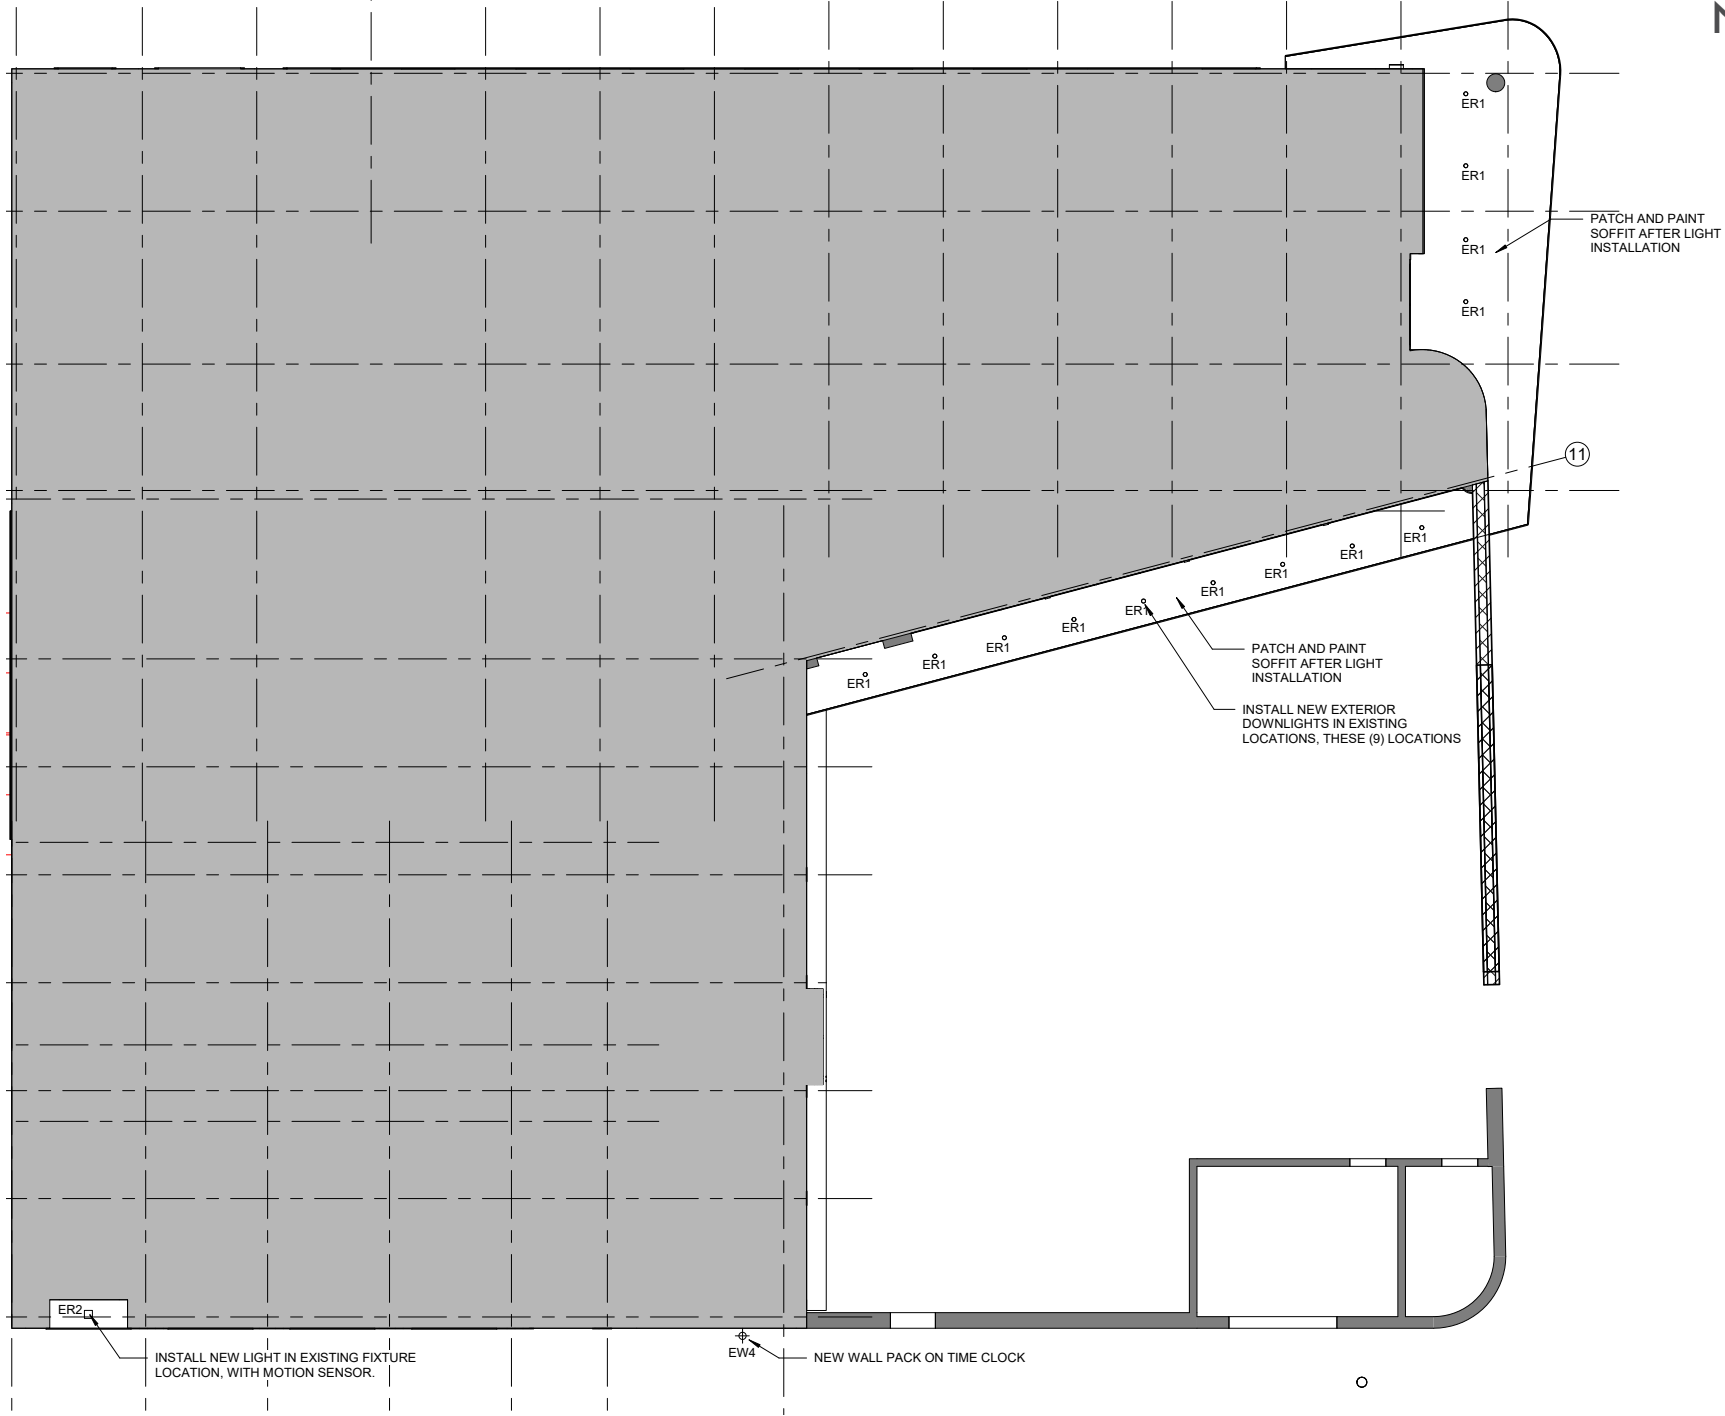 ER1
ER1
PATCH AND PAINT
SOFFIT AFTER LIGHT
INSTALLATION
ER1
ER1
11
ER1
ER1
ER1
ER1
ER1
ER1
ER1
ER1
ER1
PATCH AND PAINT
SOFFIT AFTER LIGHT
INSTALLATION
INSTALL NEW EXTERIOR
DOWNLIGHTS IN EXISTING
LOCATIONS, THESE (9) LOCATIONS
ER2
INSTALL NEW LIGHT IN EXISTING FIXTURE
LOCATION, WITH MOTION SENSOR.
EW4
NEW WALL PACK ON TIME CLOCK